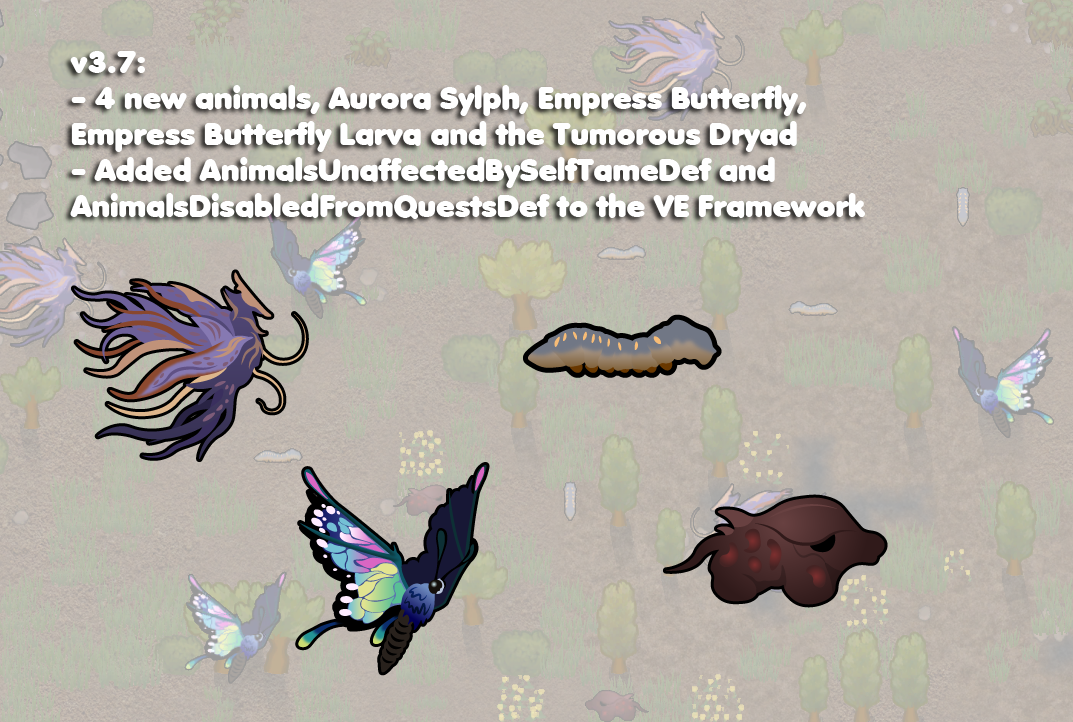 v3.7:
- 4 new animals, Aurora Sylph, Empress Butterfly,
Empress Butterfly Larva and the Tumorous Dryad
- Added AnimalsUnaffectedBySelfTameDef and
AnimalsDisabledFromQuestsDef to the VE Framework